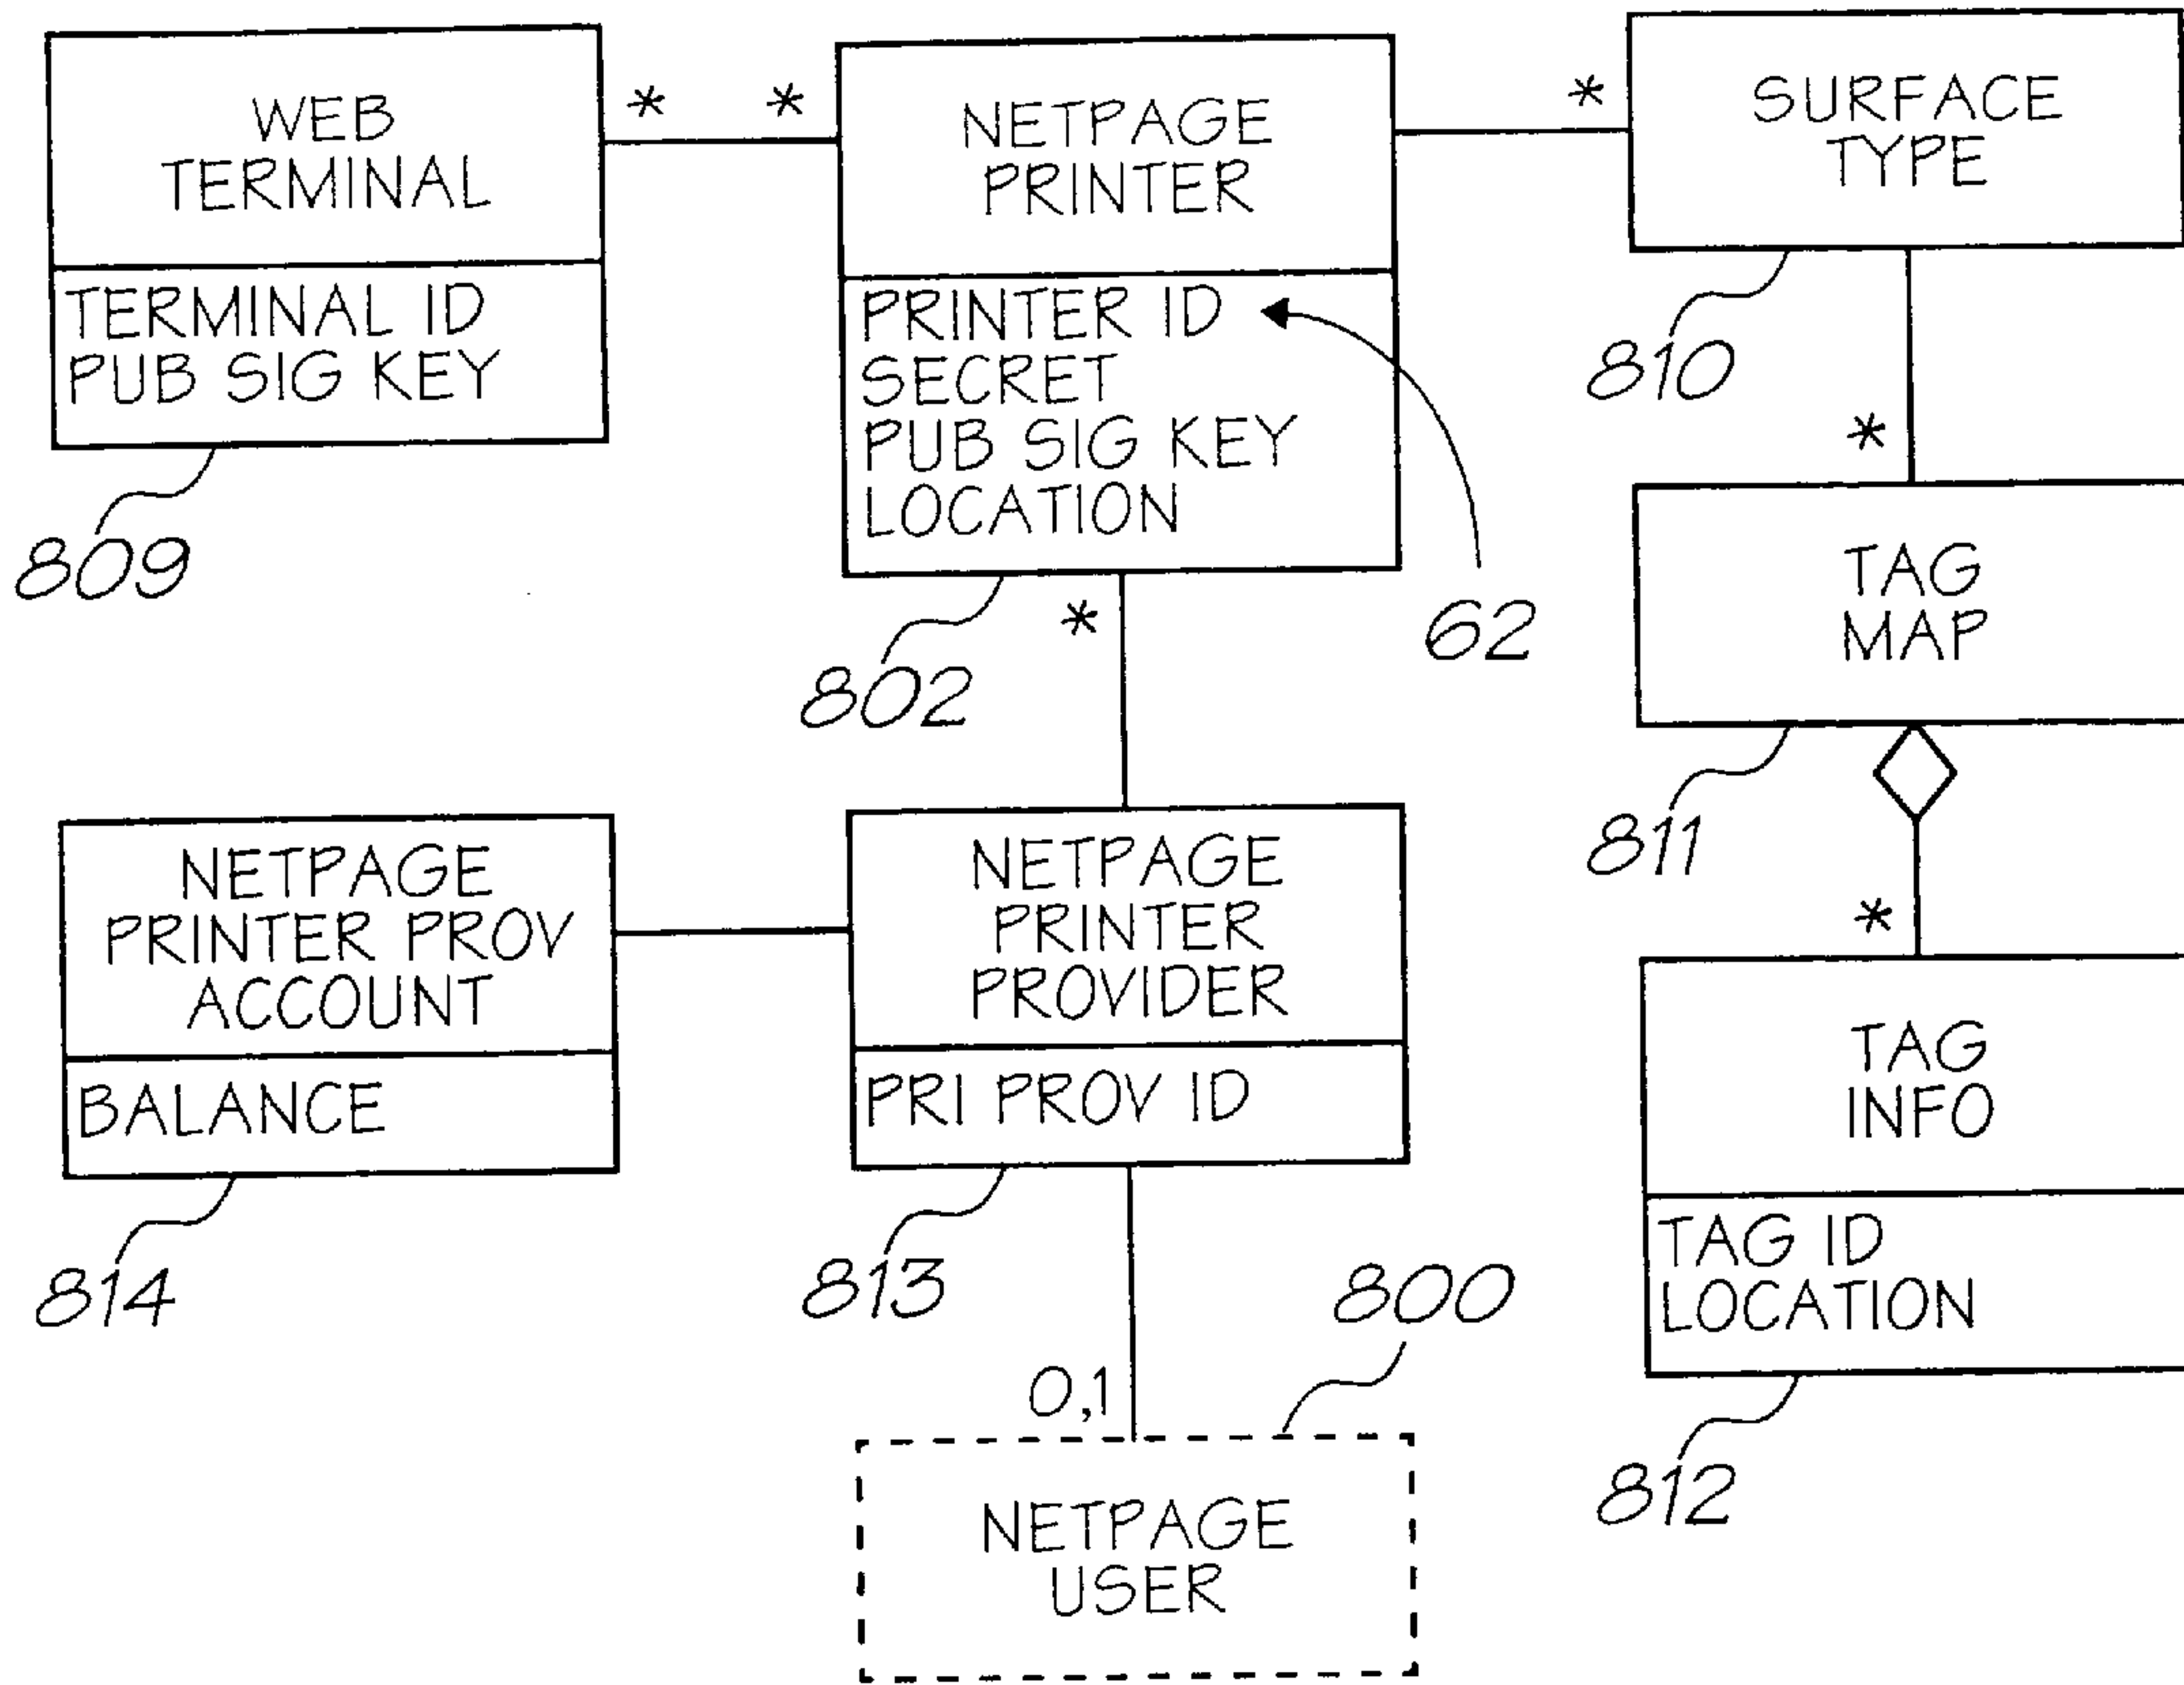 WEB
TERMINAL
TERMINAL ID
PUB SIG KEY
809
*
*
NETPAGE
PRINTER
PRINTER ID
SECRET
PUB SIG KEY
LOCATION
62
802
*
*
SURFACE
TYPE
810
*
TAG
MAP
811
*
NETPAGE
PRINTER PROV
ACCOUNT
BALANCE
814
NETPAGE
PRINTER
PROVIDER
PRI PROV ID
813
800
0,1
NETPAGE
USER
TAG
INFO
TAG ID
LOCATION
812